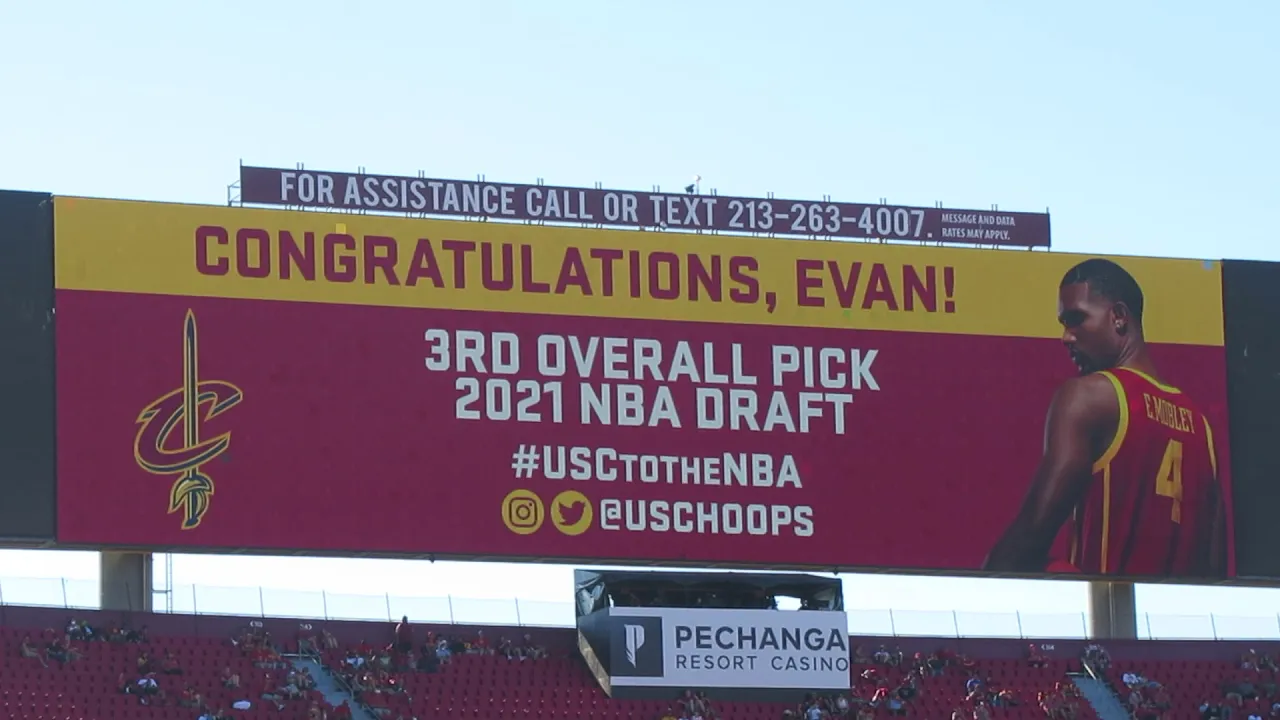 FOR ASSISTANCE CALL OR TEXT 213-263-4007.
MESSAGE AND DATA
RATES MAY APPLY.
CONGRATULATIONS, EVAN!
3RD OVERALL PICK
2021 NBA DRAFT
#USCTOTHENBA
@USCHOOPS
E.MOBLEY
4
PECHANGA
RESORT CASINO